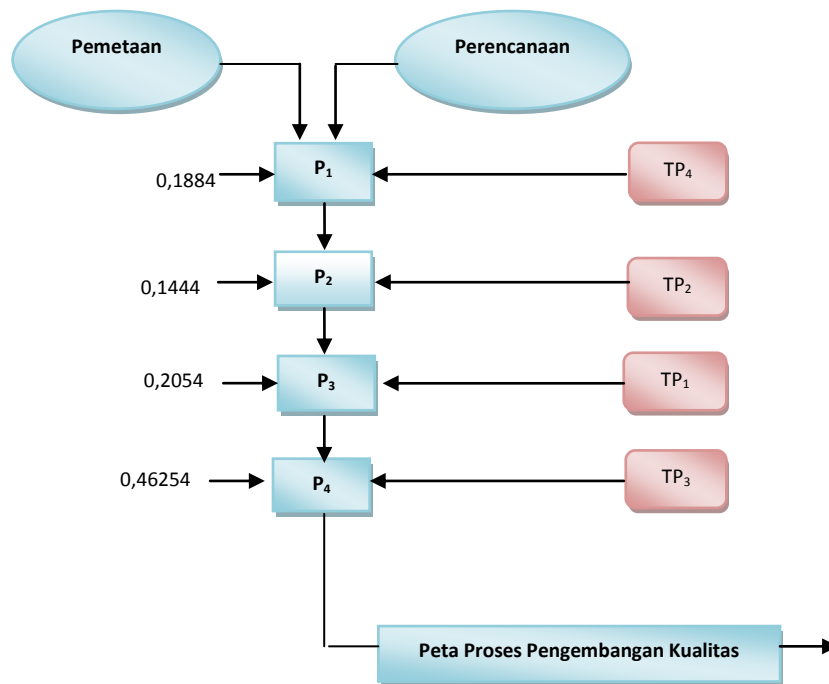 Pemetaan
Perencanaan
0,1884
P₁
TP₄
0,1444
P₂
TP₂
0,2054
P₃
TP₁
0,46254
P₄
TP₃
Peta Proses Pengembangan Kualitas